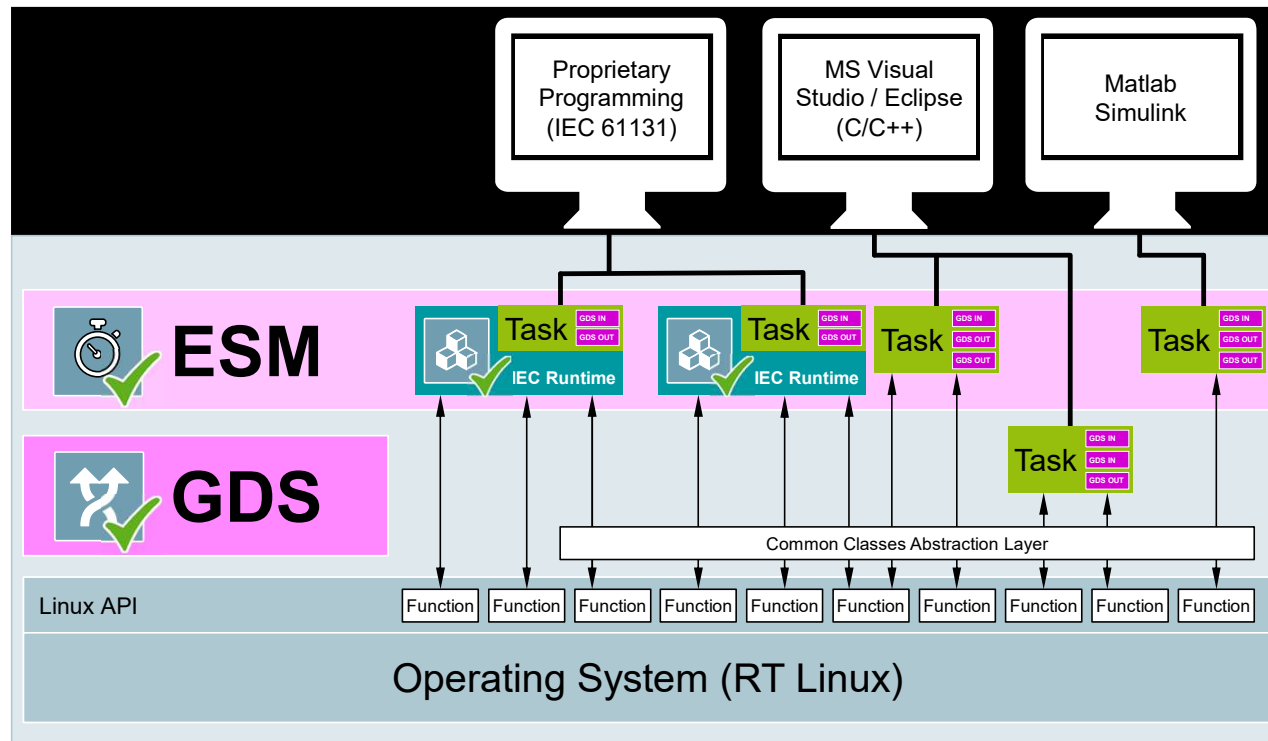 Proprietary
Programming
(IEC 61131)
MS Visual
Studio / Eclipse
(C/C++)
Matlab
Simulink
ESM
Task
GDS IN
GDS OUT
IEC Runtime
Task
GDS IN
GDS OUT
IEC Runtime
Task
GDS IN
GDS OUT
GDS OUT
Task
GDS IN
GDS OUT
GDS OUT
GDS
Task
GDS IN
GDS IN
GDS OUT
Common Classes Abstraction Layer
Linux API
Function
Function
Function
Function
Function
Function
Function
Function
Function
Function
Operating System (RT Linux)